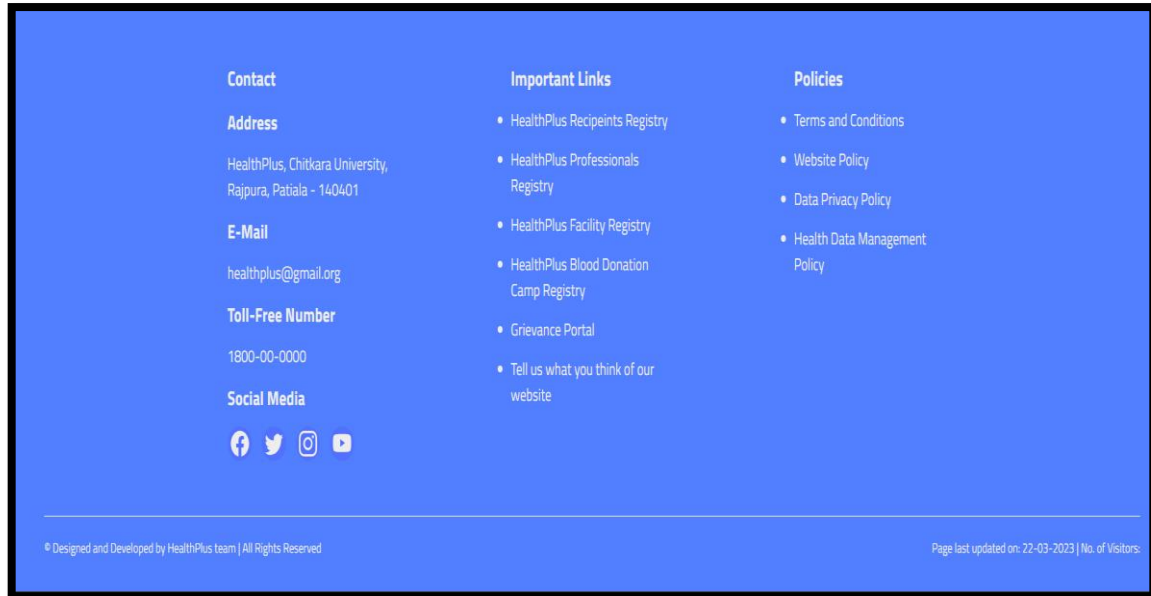 Contact
Address
HealthPlus, Chitkara University,
Rajpura, Patiala - 140401
E-Mail
healthplus@gmail.org
Toll-Free Number
1800-00-0000
Social Media
Important Links
• HealthPlus Recipeints Registry
• HealthPlus Professionals
Registry
• HealthPlus Facility Registry
• HealthPlus Blood Donation
Camp Registry
• Grievance Portal
• Tell us what you think of our
website
Policies
• Terms and Conditions
• Website Policy
• Data Privacy Policy
• Health Data Management
Policy
© Designed and Developed by HealthPlus team | All Rights Reserved
Page last updated on: 22-03-2023 | No. of Visitors: